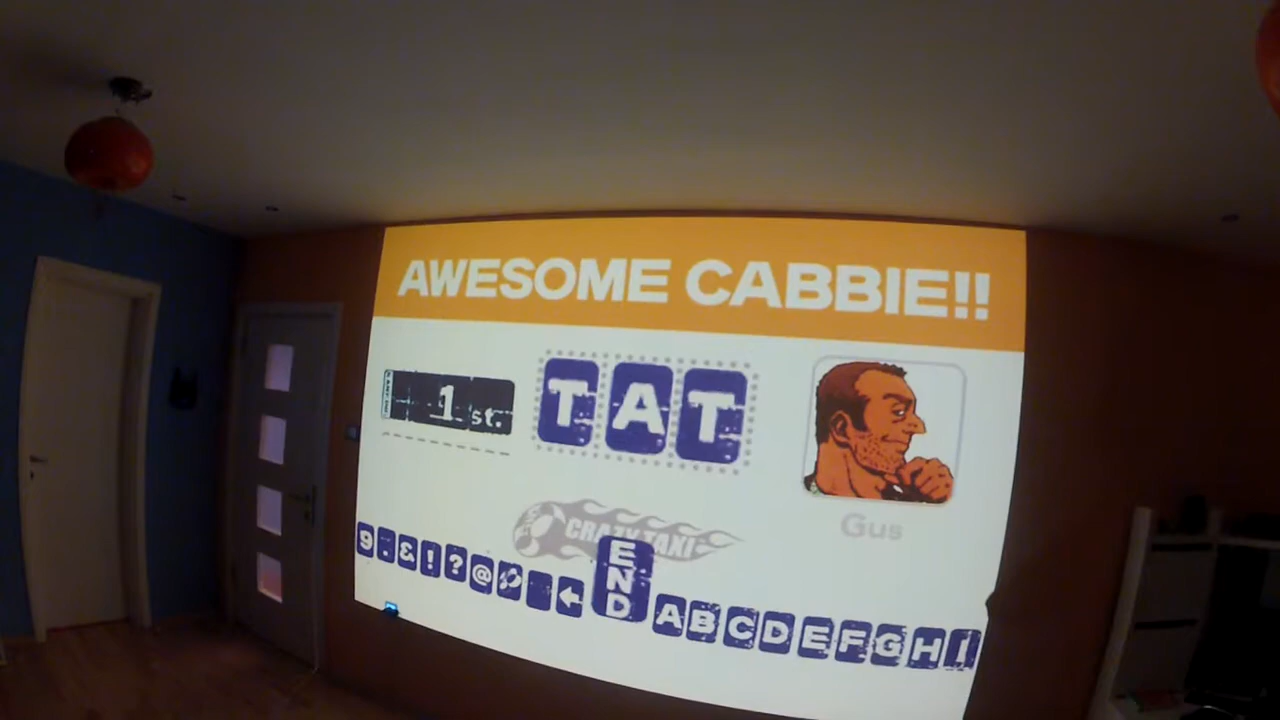 AWESOME CABBIE!!
1st.
TAT
Gus
CRAZY TAXI
9.&!?@
END
ABCDEFGHI